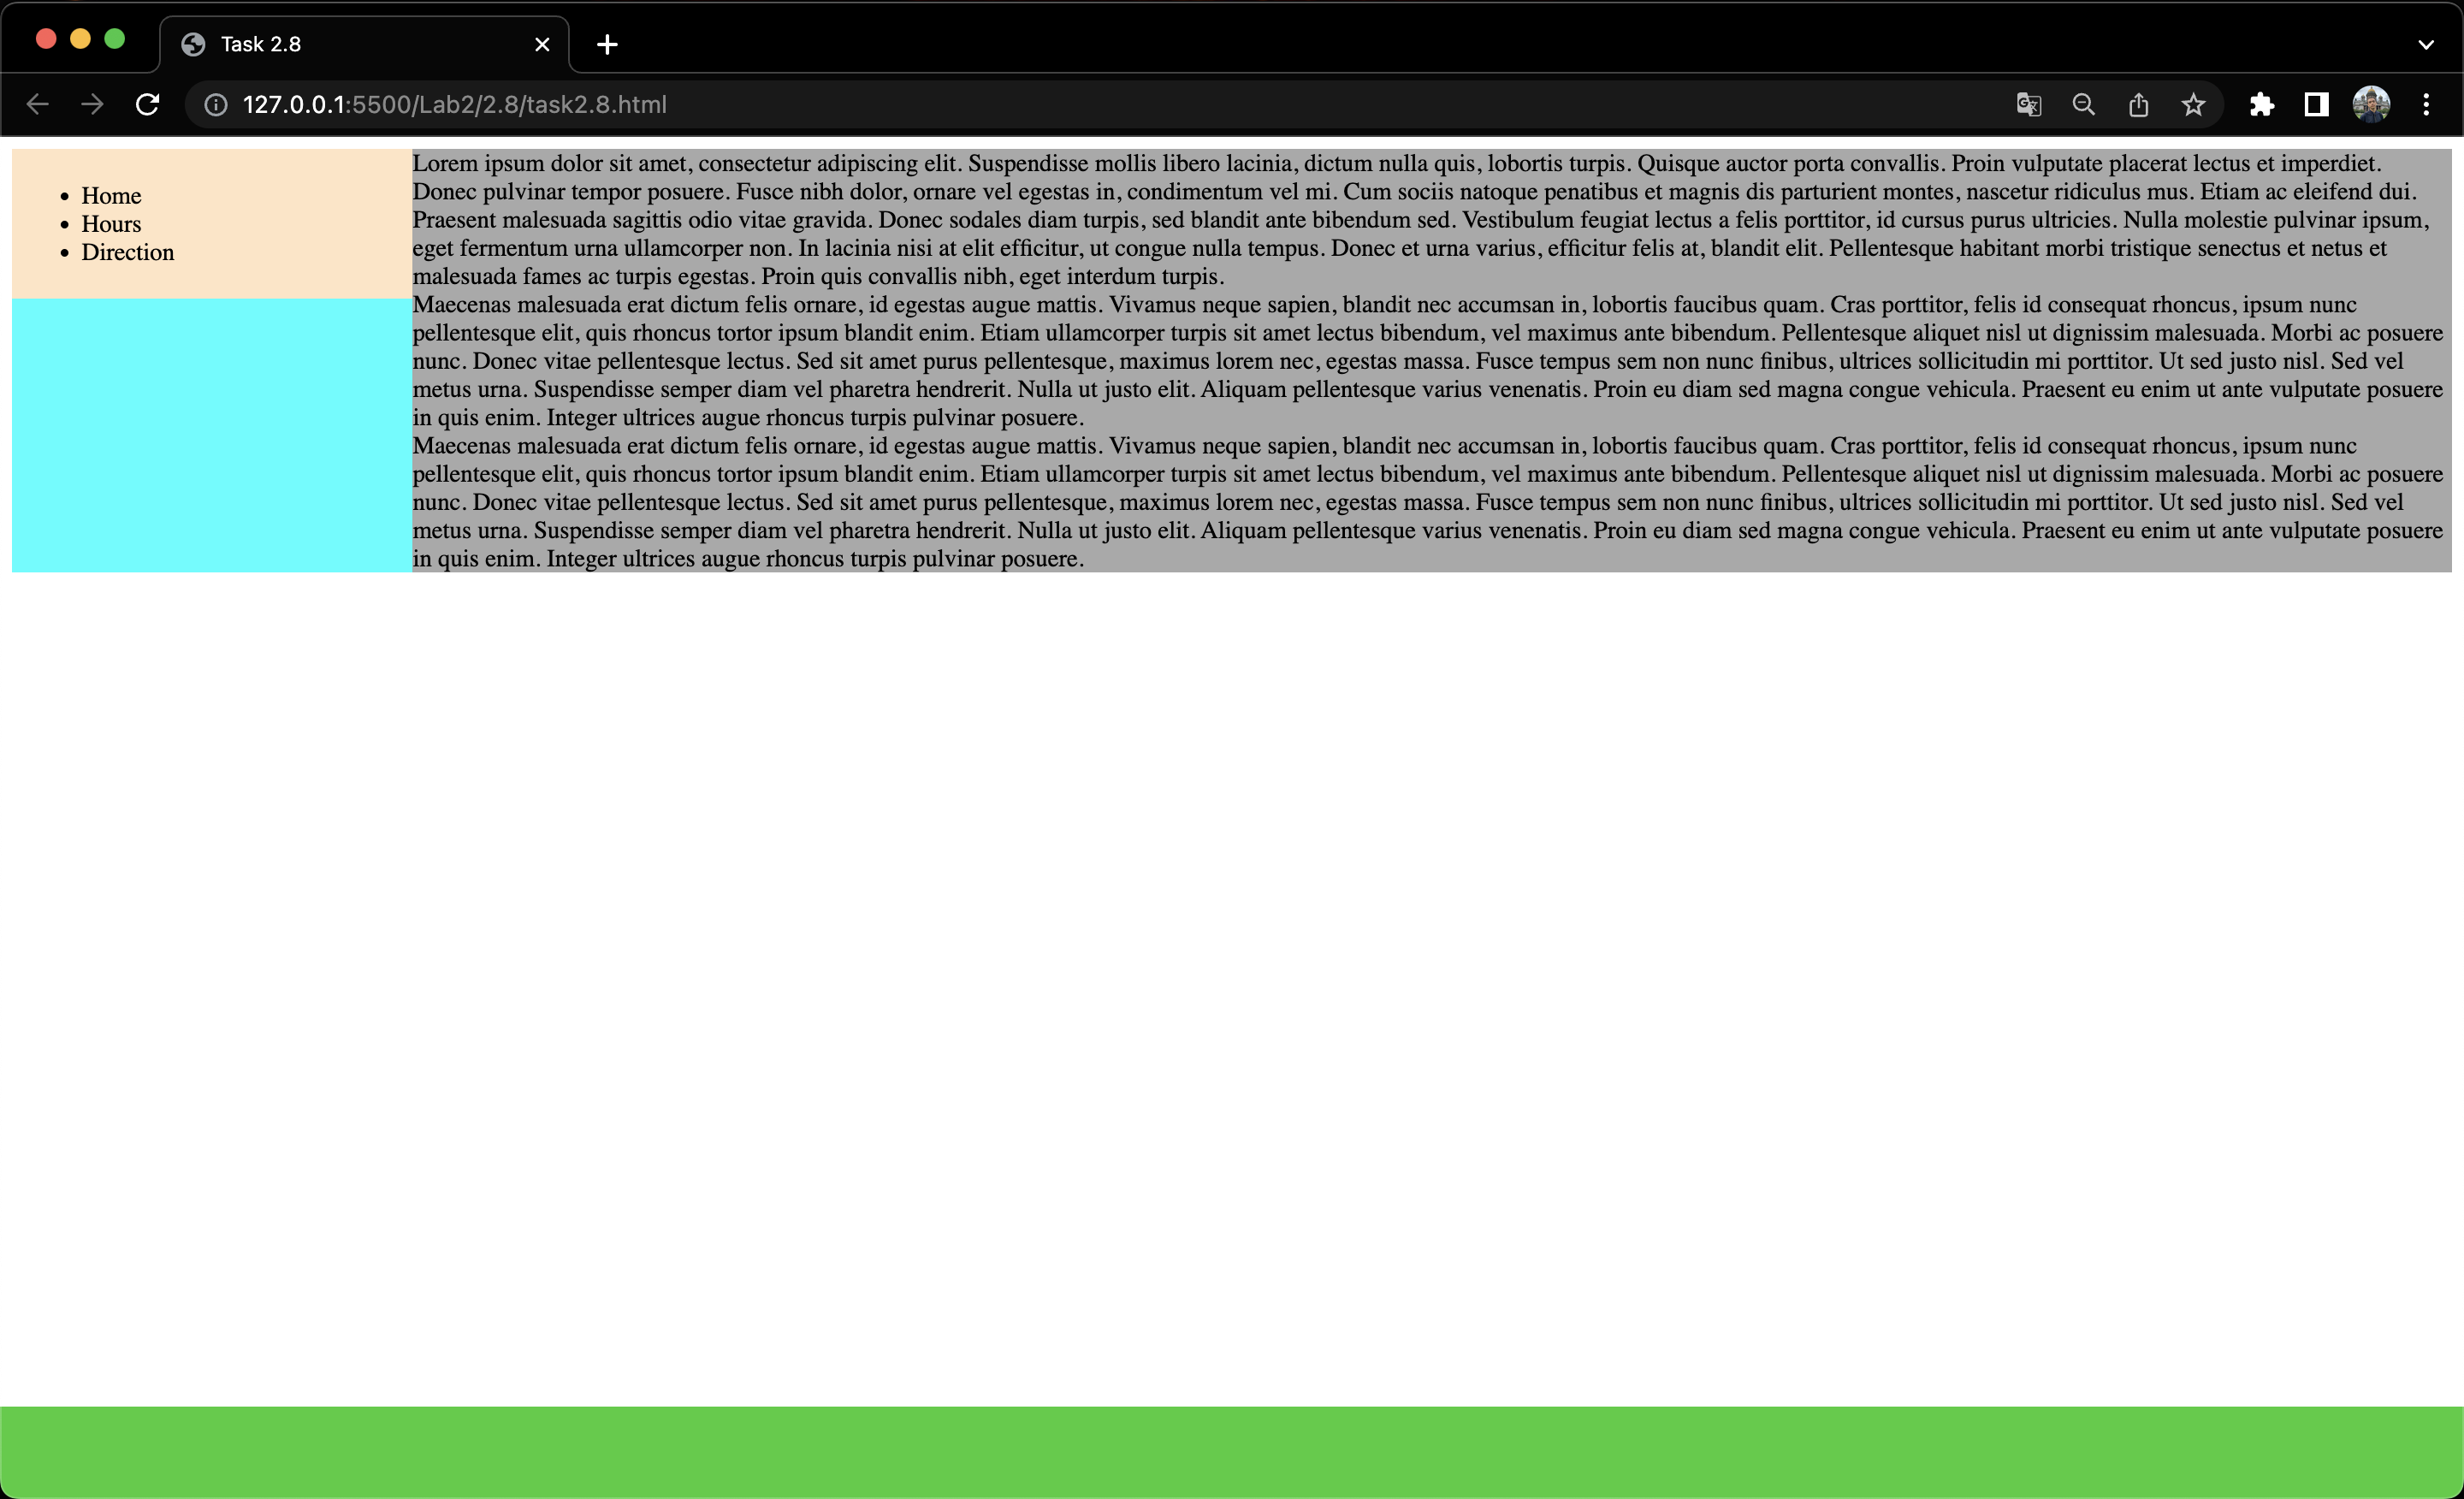 Task 2.8
127.0.0.1:5500/Lab2/2.8/task2.8.html
• Home
• Hours
• Direction
Lorem ipsum dolor sit amet, consectetur adipiscing elit. Suspendisse mollis libero lacinia, dictum nulla quis, lobortis turpis. Quisque auctor porta convallis. Proin vulputate placerat lectus et imperdiet.
Donec pulvinar tempor posuere. Fusce nibh dolor, ornare vel egestas in, condimentum vel mi. Cum sociis natoque penatibus et magnis dis parturient montes, nascetur ridiculus mus. Etiam ac eleifend dui.
Praesent malesuada sagittis odio vitae gravida. Donec sodales diam turpis, sed blandit ante bibendum sed. Vestibulum feugiat lectus a felis porttitor, id cursus purus ultricies. Nulla molestie pulvinar ipsum,
eget fermentum urna ullamcorper non. In lacinia nisi at elit efficitur, ut congue nulla tempus. Donec et urna varius, efficitur felis at, blandit elit. Pellentesque habitant morbi tristique senectus et netus et
malesuada fames ac turpis egestas. Proin quis convallis nibh, eget interdum turpis.
Maecenas malesuada erat dictum felis ornare, id egestas augue mattis. Vivamus neque sapien, blandit nec accumsan in, lobortis faucibus quam. Cras porttitor, felis id consequat rhoncus, ipsum nunc
pellentesque elit, quis rhoncus tortor ipsum blandit enim. Etiam ullamcorper turpis sit amet lectus bibendum, vel maximus ante bibendum. Pellentesque aliquet nisl ut dignissim malesuada. Morbi ac posuere
nunc. Donec vitae pellentesque lectus. Sed sit amet purus pellentesque, maximus lorem nec, egestas massa. Fusce tempus sem non nunc finibus, ultrices sollicitudin mi porttitor. Ut sed justo nisl. Sed vel
metus urna. Suspendisse semper diam vel pharetra hendrerit. Nulla ut justo elit. Aliquam pellentesque varius venenatis. Proin eu diam sed magna congue vehicula. Praesent eu enim ut ante vulputate posuere
in quis enim. Integer ultrices augue rhoncus turpis pulvinar posuere.
Maecenas malesuada erat dictum felis ornare, id egestas augue mattis. Vivamus neque sapien, blandit nec accumsan in, lobortis faucibus quam. Cras porttitor, felis id consequat rhoncus, ipsum nunc
pellentesque elit, quis rhoncus tortor ipsum blandit enim. Etiam ullamcorper turpis sit amet lectus bibendum, vel maximus ante bibendum. Pellentesque aliquet nisl ut dignissim malesuada. Morbi ac posuere
nunc. Donec vitae pellentesque lectus. Sed sit amet purus pellentesque, maximus lorem nec, egestas massa. Fusce tempus sem non nunc finibus, ultrices sollicitudin mi porttitor. Ut sed justo nisl. Sed vel
metus urna. Suspendisse semper diam vel pharetra hendrerit. Nulla ut justo elit. Aliquam pellentesque varius venenatis. Proin eu diam sed magna congue vehicula. Praesent eu enim ut ante vulputate posuere
in quis enim. Integer ultrices augue rhoncus turpis pulvinar posuere.